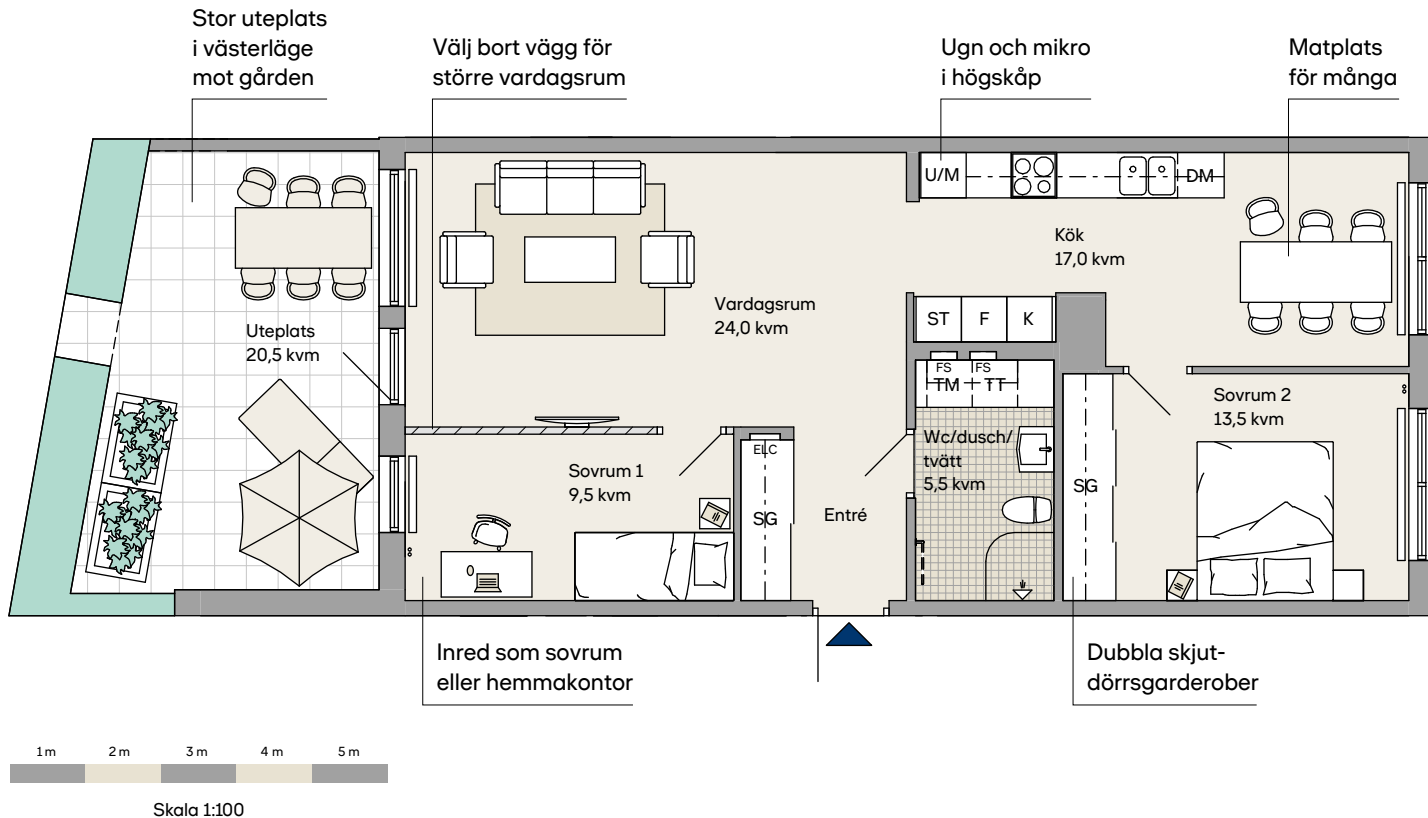 Stor uteplats
i västerläge
mot gården
Välj bort vägg för
större vardagsrum
Ugn och mikro
i högskåp
Matplats
för många
U/M
DM
Kök
17,0 kvm
Vardagsrum
24,0 kvm
ST
F
K
Uteplats
20,5 kvm
FS
FS
TM
TT
Sovrum 2
13,5 kvm
Wc/dusch/
tvätt
5,5 kvm
ELC
Sovrum 1
9,5 kvm
SG
SG
Entré
Inred som sovrum
eller hemmakontor
Dubbla skjut-
dörrsgarderober
1 m
2 m
3 m
4 m
5 m
Skala 1:100